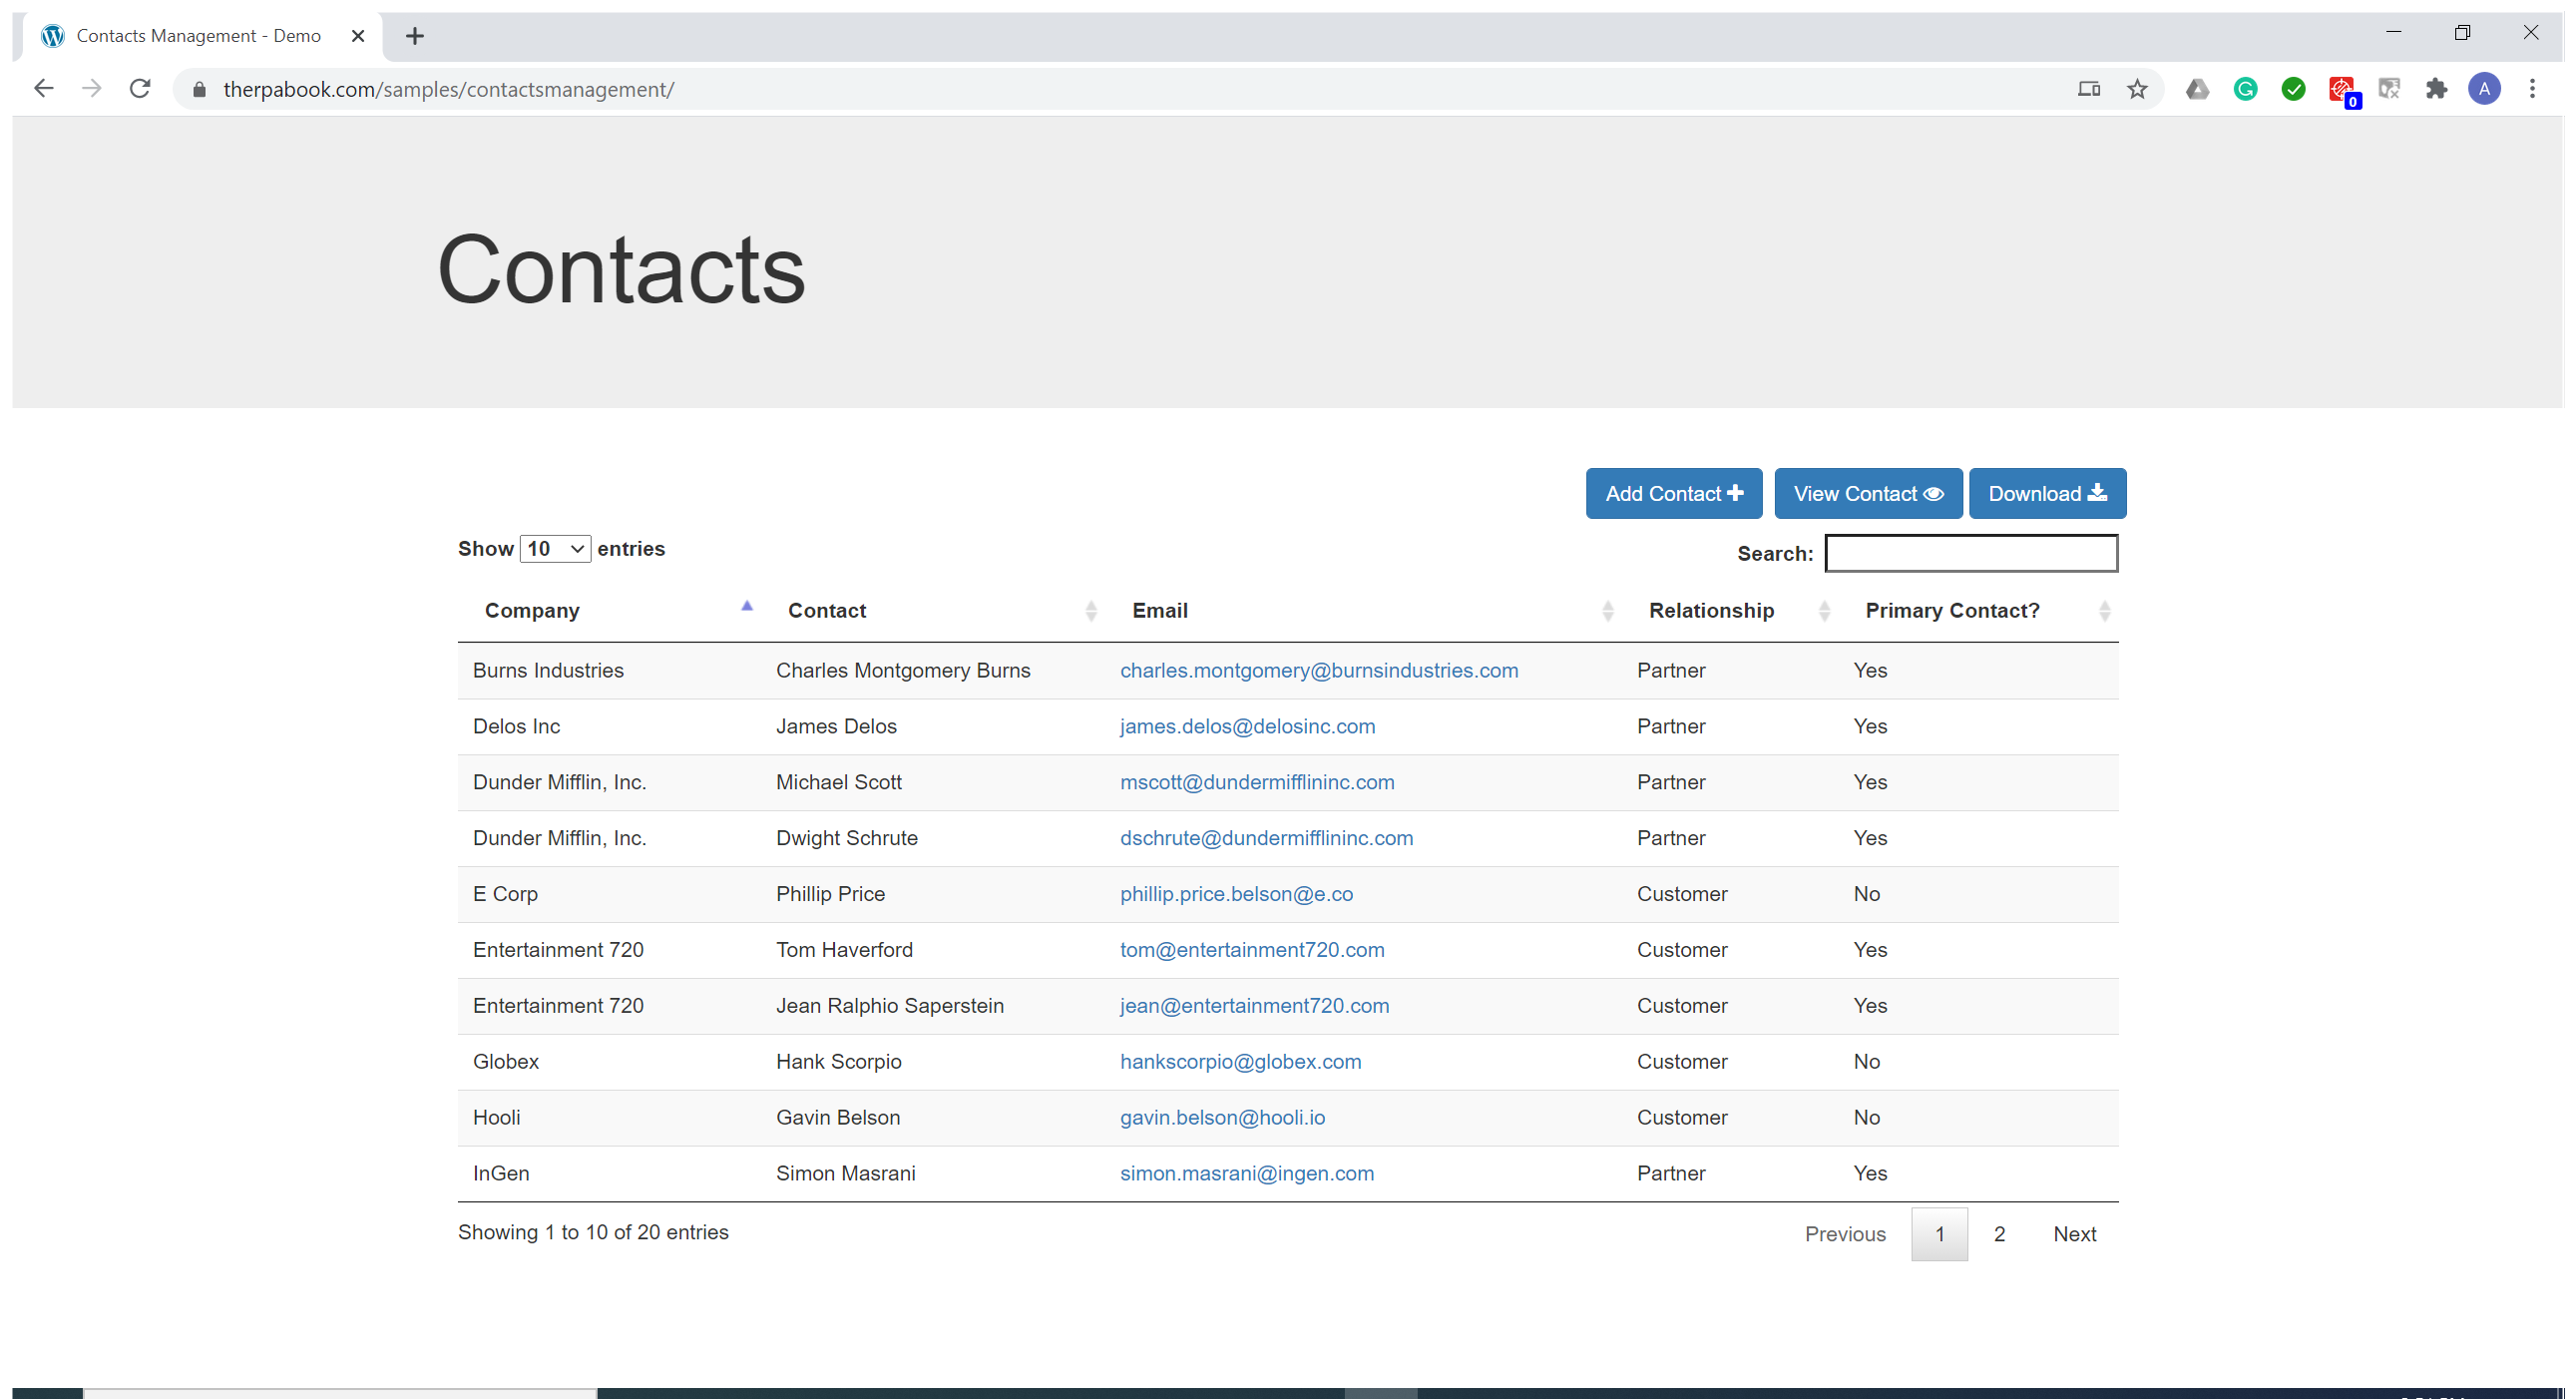 Contacts Management - Demo
therpabook.com/samples/contactsmanagement/
0
A
Contacts
Add Contact View Contact Download
Show 10 entries Search:
Company Contact Email Relationship Primary Contact?
Burns Industries Charles Montgomery Burns charles.montgomery@burnsindustries.com Partner Yes
Delos Inc James Delos james.delos@delosinc.com Partner Yes
Dunder Mifflin, Inc. Michael Scott mscott@dundermifflininc.com Partner Yes
Dunder Mifflin, Inc. Dwight Schrute dschrute@dundermifflininc.com Partner Yes
E Corp Phillip Price phillip.price.belson@e.co Customer No
Entertainment 720 Tom Haverford tom@entertainment720.com Customer Yes
Entertainment 720 Jean Ralphio Saperstein jean@entertainment720.com Customer Yes
Globex Hank Scorpio hankscorpio@globex.com Customer No
Hooli Gavin Belson gavin.belson@hooli.io Customer No
InGen Simon Masrani simon.masrani@ingen.com Partner Yes
Showing 1 to 10 of 20 entries Previous 1 2 Next